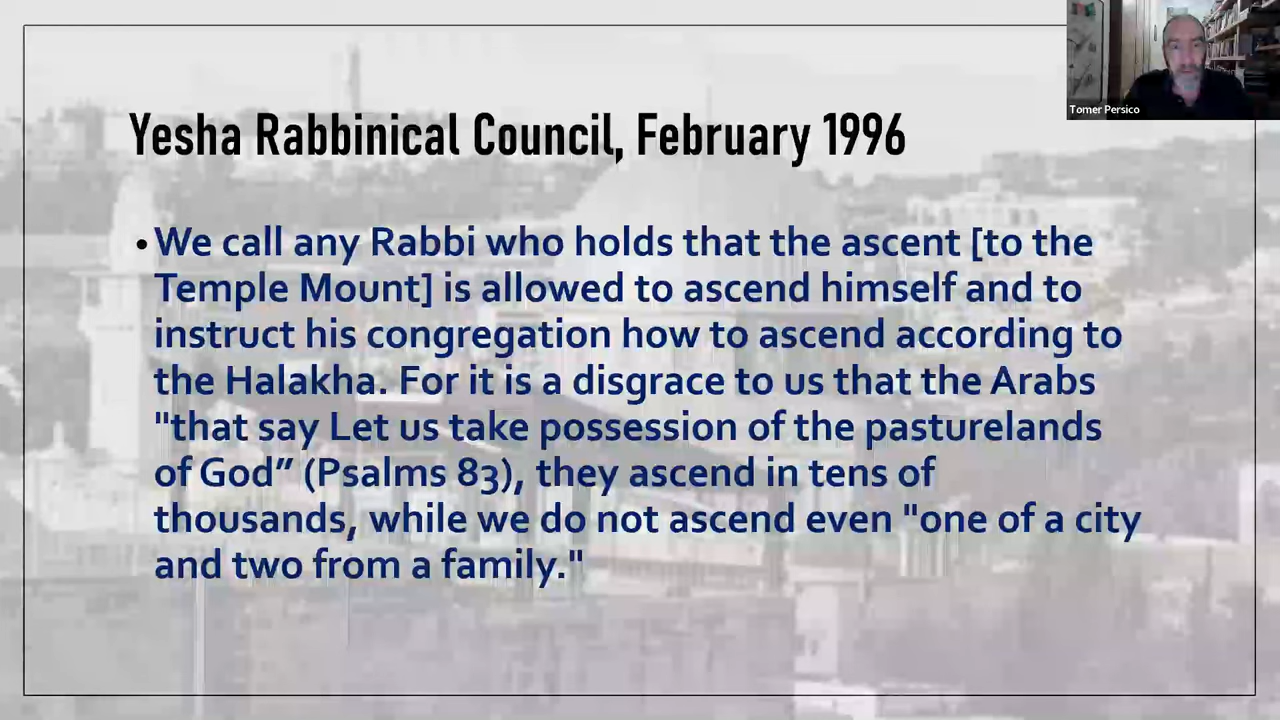 Tomer Persico
Yesha Rabbinical Council, February 1996
• We call any Rabbi who holds that the ascent [to the
Temple Mount] is allowed to ascend himself and to
instruct his congregation how to ascend according to
the Halakha. For it is a disgrace to us that the Arabs
"that say Let us take possession of the pasturelands
of God” (Psalms 83), they ascend in tens of
thousands, while we do not ascend even "one of a city
and two from a family."